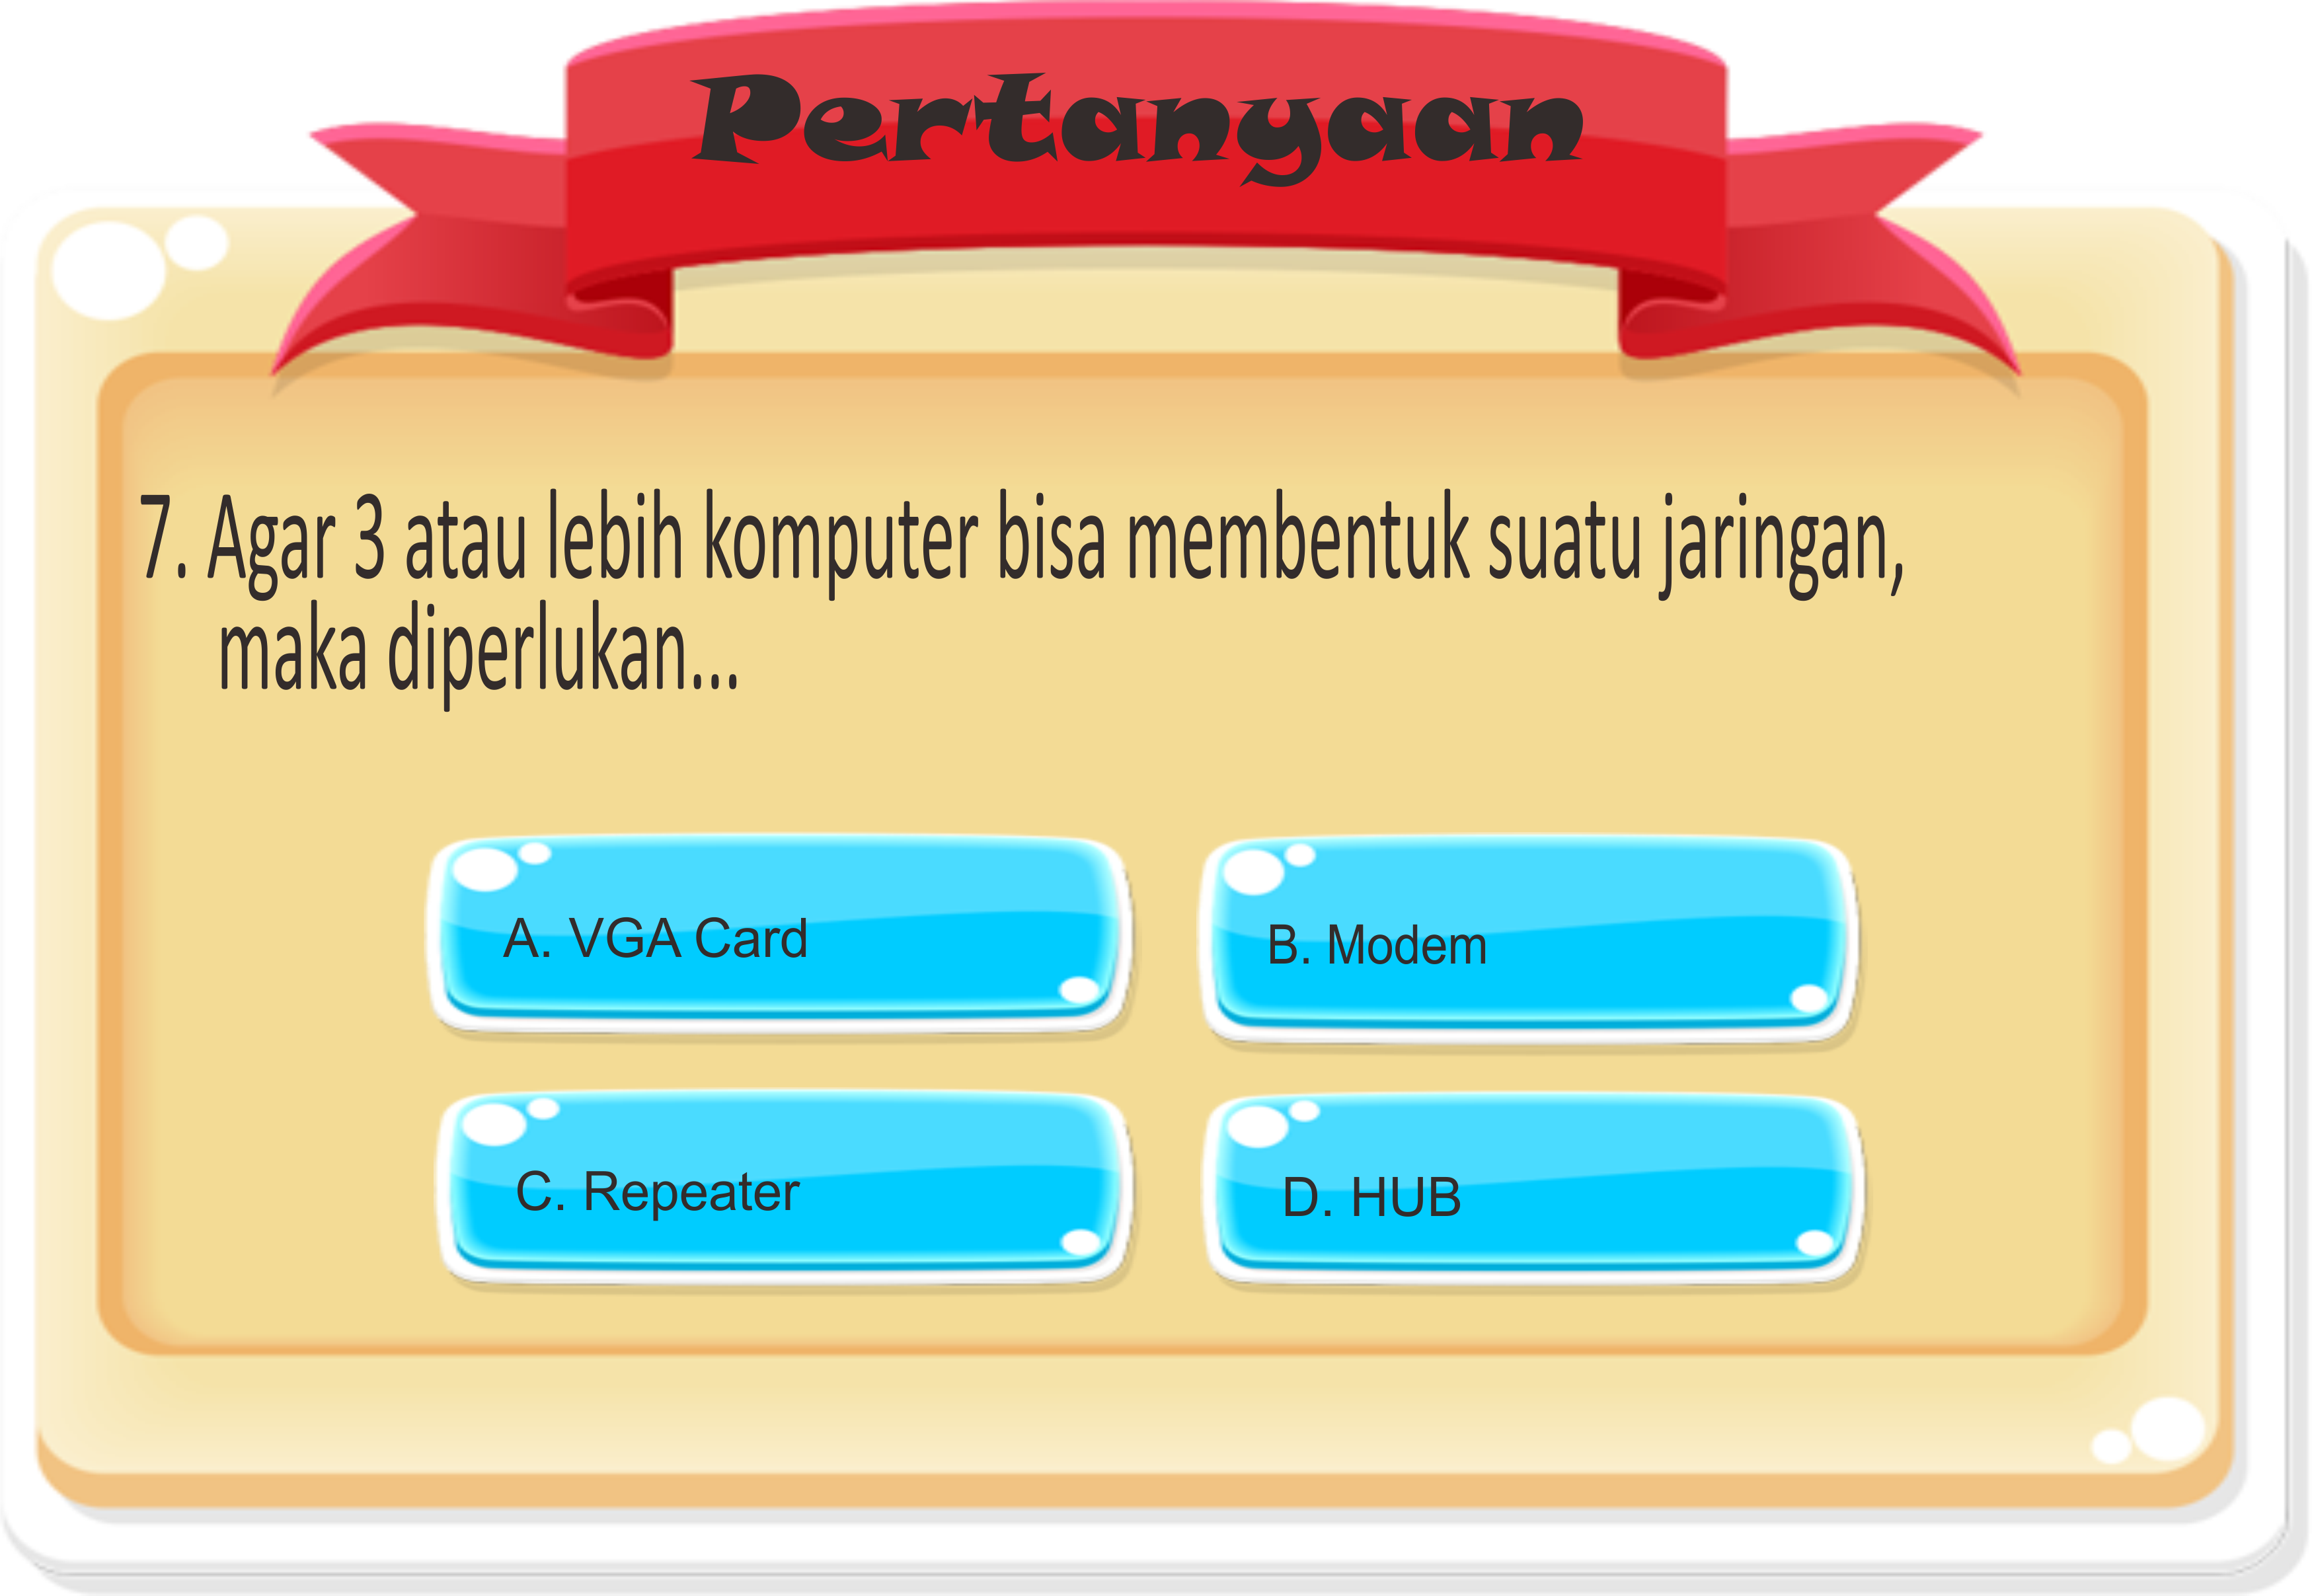 Pertanyaan
7. Agar 3 atau lebih komputer bisa membentuk suatu jaringan,
maka diperlukan...
A. VGA Card
B. Modem
C. Repeater
D. HUB